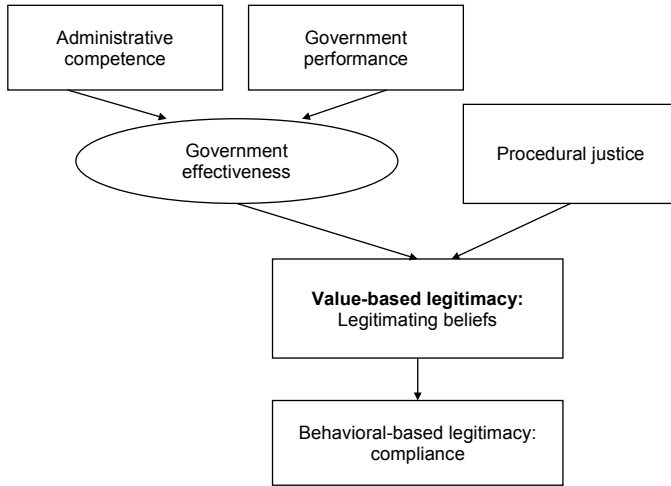 Administrative
competence
Government
performance
Government
effectiveness
Procedural justice
Value-based legitimacy:
Legitimating beliefs
Behavioral-based legitimacy:
compliance